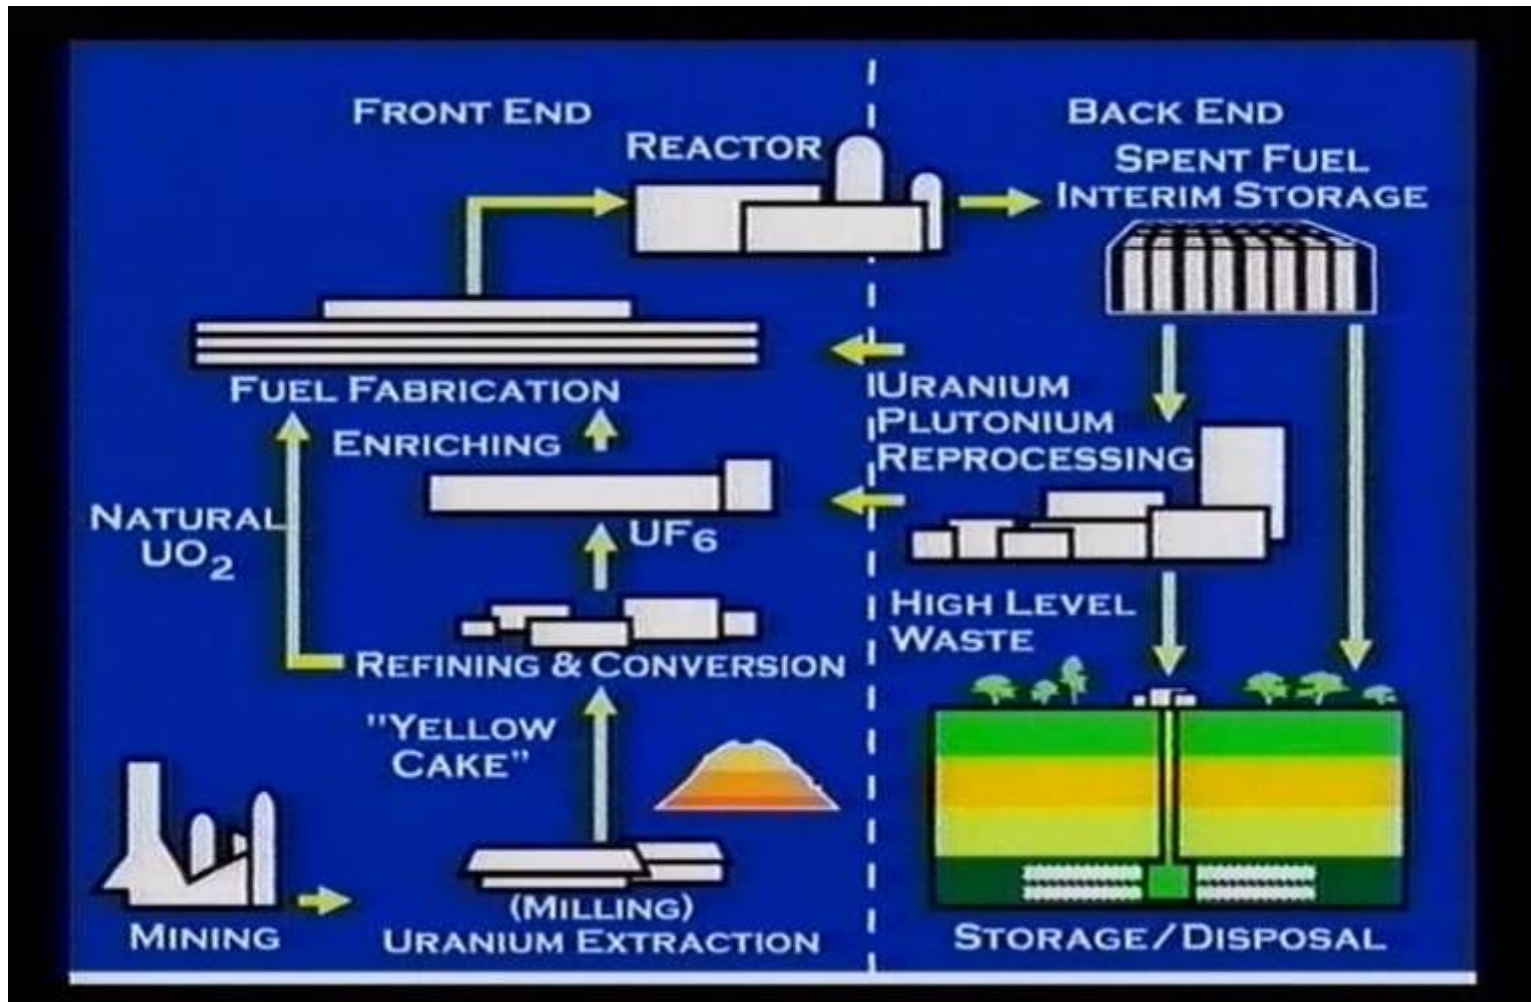 FRONT END
BACK END
REACTOR
SPENT FUEL
INTERIM STORAGE
FUEL FABRICATION
URANIUM
PLUTONIUM
REPROCESSING
ENRICHING
NATURAL
UO2
UF6
HIGH LEVEL
WASTE
REFINING & CONVERSION
"YELLOW
CAKE"
(MILLING)
URANIUM EXTRACTION
MINING
STORAGE/DISPOSAL